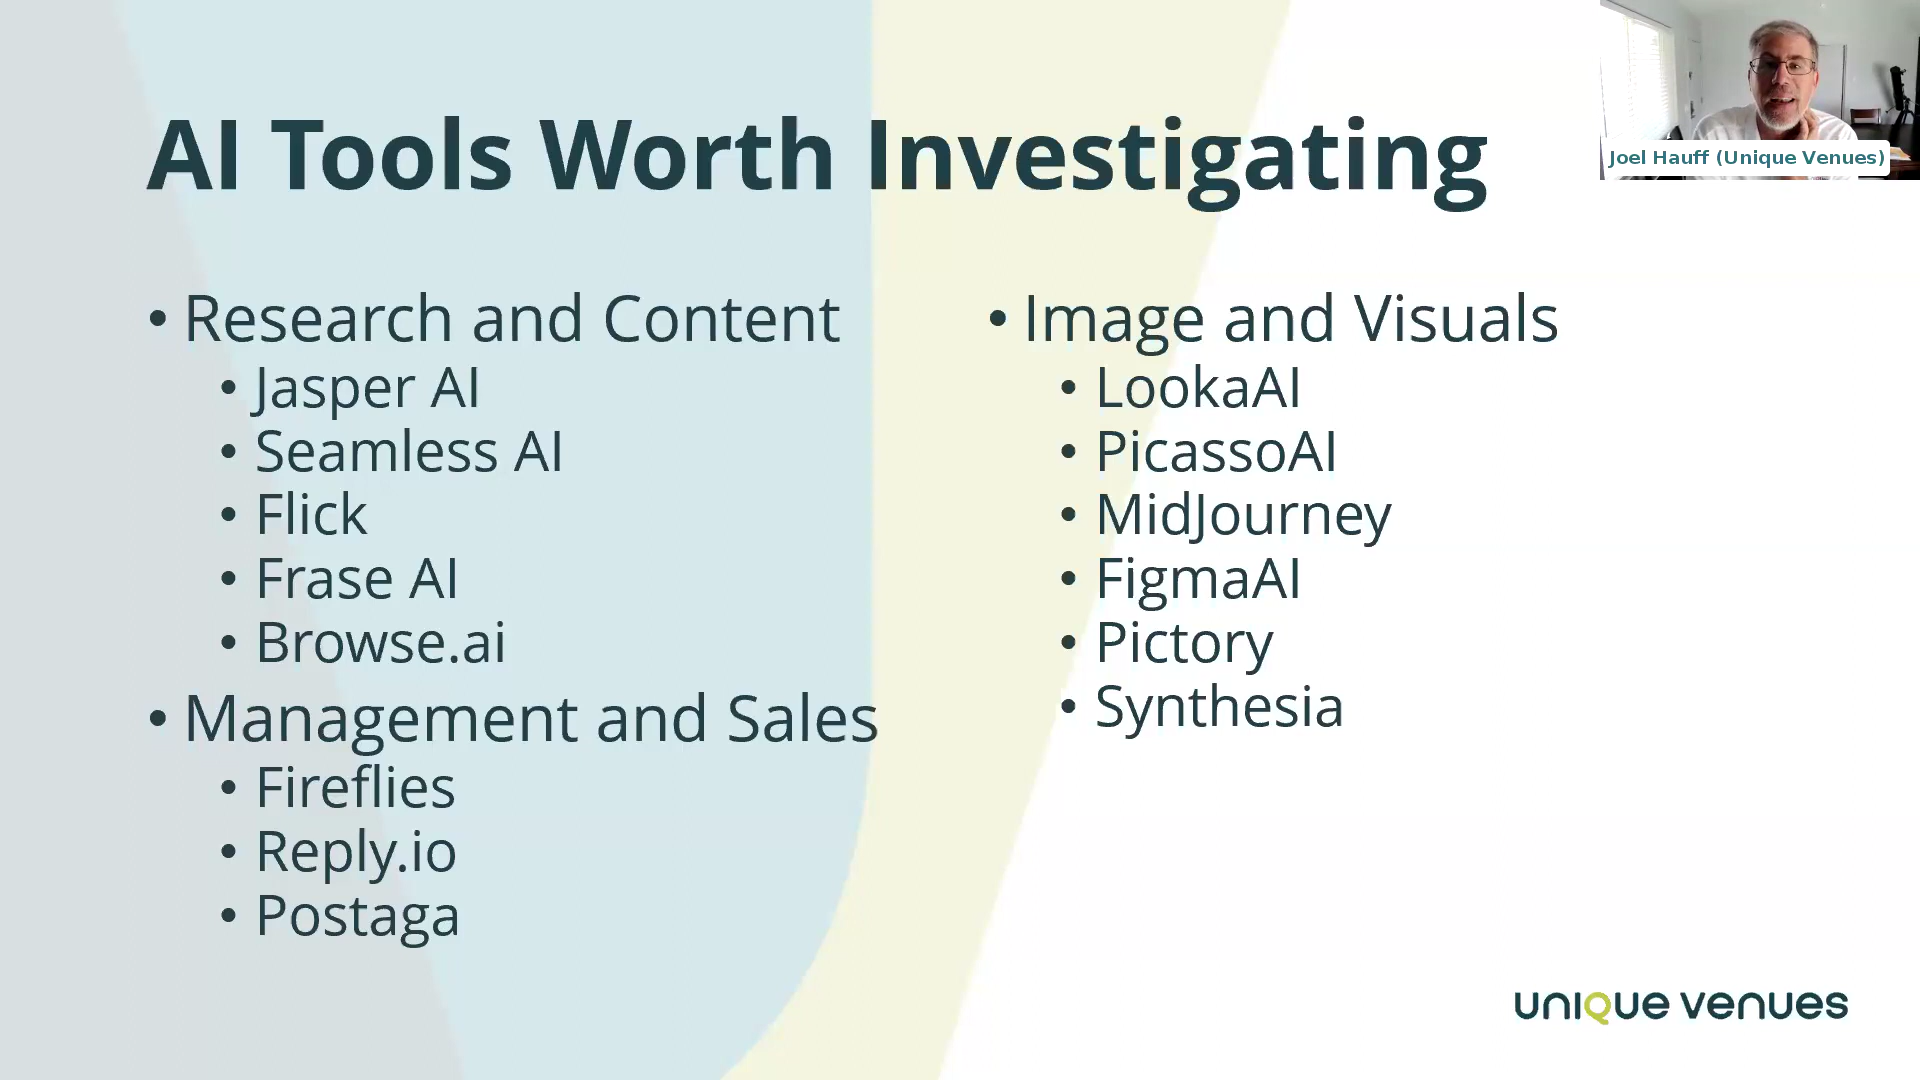 AI Tools Worth Investigating
Joel Hauff (Unique Venues)
• Research and Content
• Jasper AI
• Seamless AI
• Flick
• Frase AI
• Browse.ai
• Management and Sales
• Fireflies
• Reply.io
• Postaga
• Image and Visuals
• LookaAI
• PicassoAI
• MidJourney
• FigmaAI
• Pictory
• Synthesia
unique venues